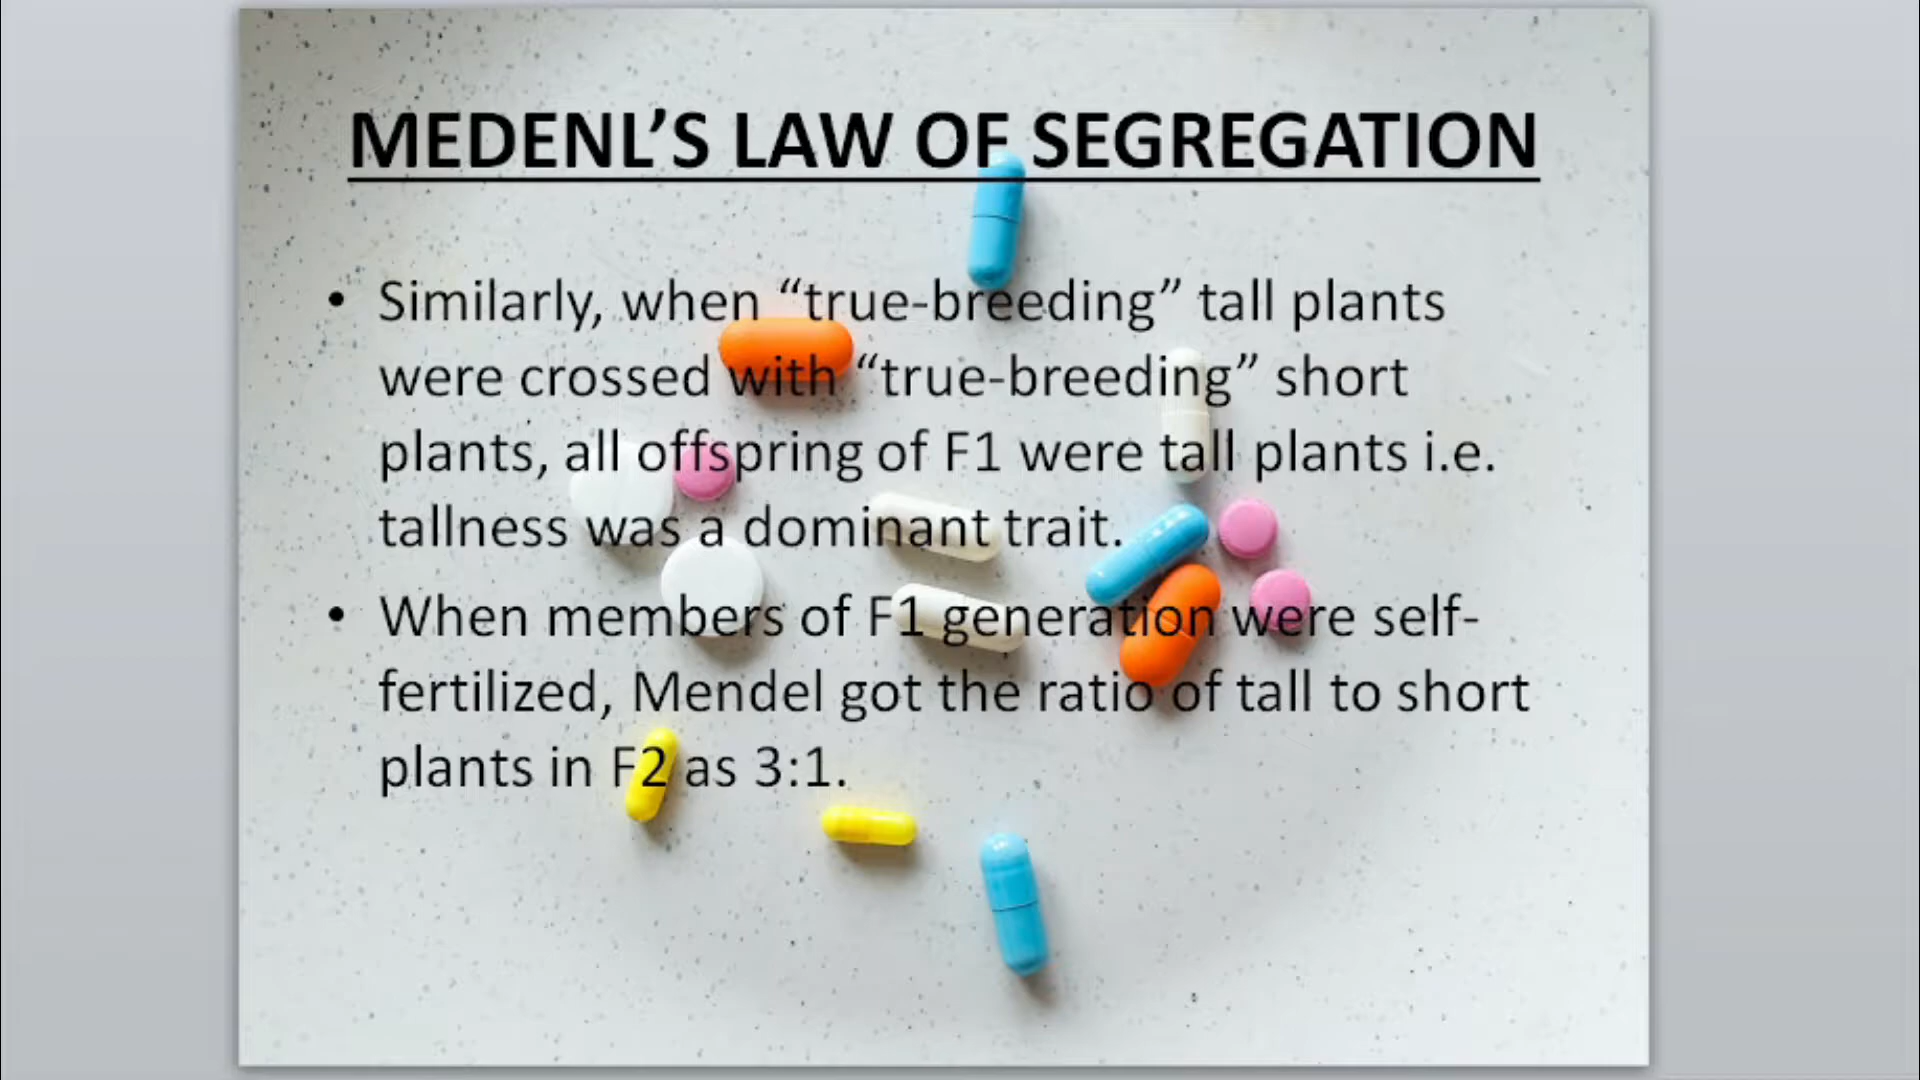 MEDENL’S LAW OF SEGREGATION
• Similarly, when “true-breeding” tall plants
were crossed with “true-breeding” short
plants, all offspring of F1 were tall plants i.e.
tallness was a dominant trait.
• When members of F1 generation were self-
fertilized, Mendel got the ratio of tall to short
plants in F2 as 3:1.